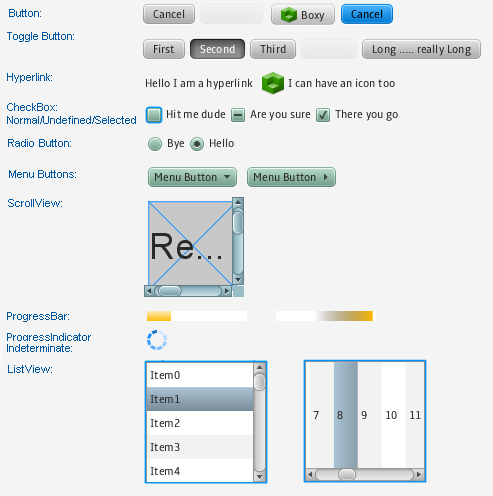 Button: Cancel Boxy Cancel
Toggle Button:
First Second Third Long ..... really Long
Hyperlink: Hello I am a hyperlink I can have an icon too
CheckBox:
Normal/Undefined/Selected Hit me dude Are you sure There you go
Radio Button: Bye Hello
Menu Buttons: Menu Button Menu Button
ScrollView:
Re...
ProgressBar:
ProgressIndicator
Indeterminate:
ListView:
Item0
Item1
Item2
Item3
Item4
7 8 9 10 11